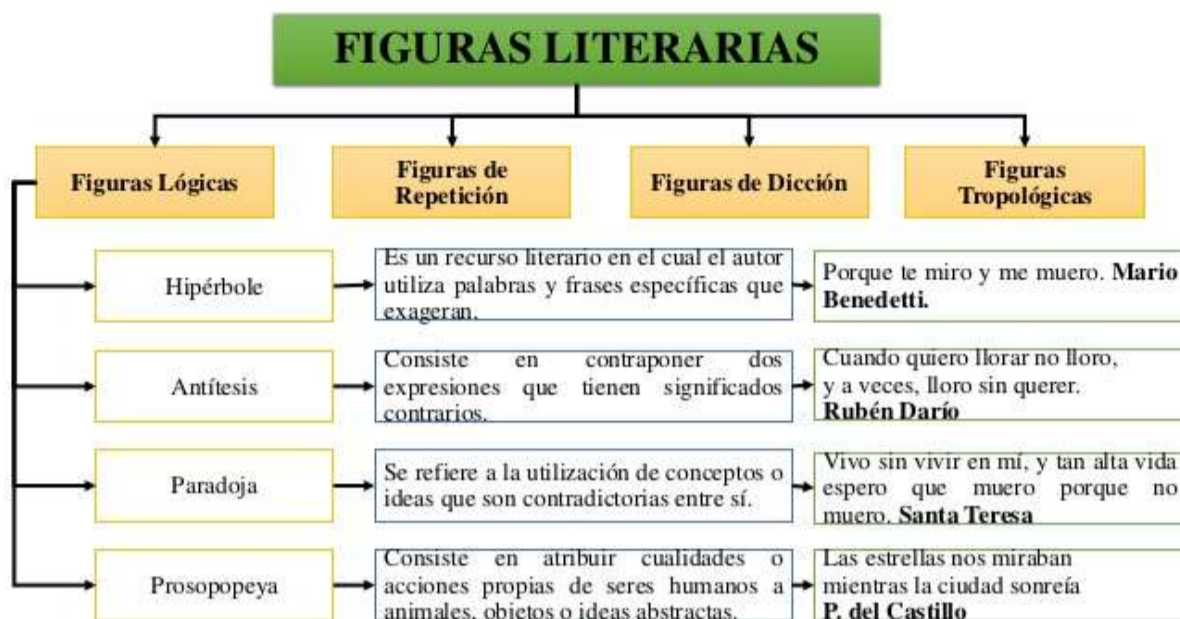 FIGURAS LITERARIAS
Figuras Lógicas
Figuras de
Repetición
Figuras de Dicción
Figuras
Tropológicas
Hipérbole
Es un recurso literario en el cual el autor
utiliza palabras y frases específicas que
exageran.
Porque te miro y me muero. Mario
Benedetti.
Antítesis
Consiste en contraponer dos
expresiones que tienen significados
contrarios.
Cuando quiero llorar no lloro,
y a veces, lloro sin querer.
Rubén Darío
Paradoja
Se refiere a la utilización de conceptos o
ideas que son contradictorias entre sí.
Vivo sin vivir en mí, y tan alta vida
espero que muero porque no
muero. Santa Teresa
Prosopopeya
Consiste en atribuir cualidades o
acciones propias de seres humanos a
animales, objetos o ideas abstractas.
Las estrellas nos miraban
mientras la ciudad sonreía
P. del Castillo